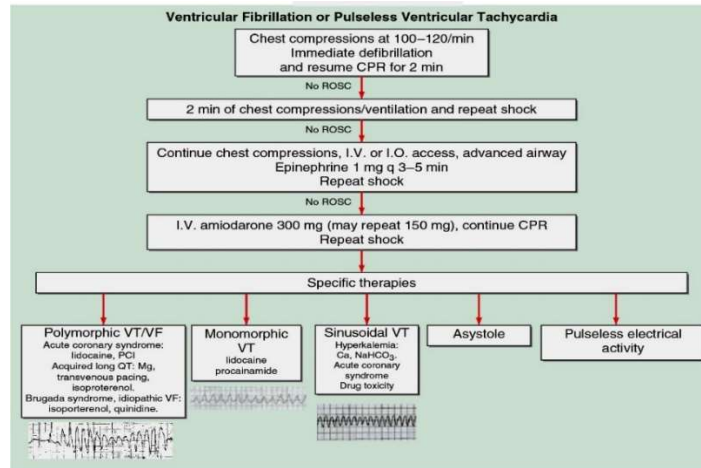 Ventricular Fibrillation or Pulseless Ventricular Tachycardia
Chest compressions at 100–120/min
Immediate defibrillation
and resume CPR for 2 min
No ROSC
2 min of chest compressions/ventilation and repeat shock
No ROSC
Continue chest compressions, I.V. or I.O. access, advanced airway
Epinephrine 1 mg q 3–5 min
Repeat shock
No ROSC
I.V. amiodarone 300 mg (may repeat 150 mg), continue CPR
Repeat shock
Specific therapies
Polymorphic VT/VF
Acute coronary syndrome:
lidocaine, PCI
Acquired long QT: Mg,
transvenous pacing,
isoproterenol.
Brugada syndrome, idiopathic VF:
isoporterenol, quinidine.
Monomorphic
VT
lidocaine
procainamide
Sinusoidal VT
Hyperkalemia:
Ca, NaHCO₃.
Acute coronary
syndrome
Drug toxicity
Asystole
Pulseless electrical
activity